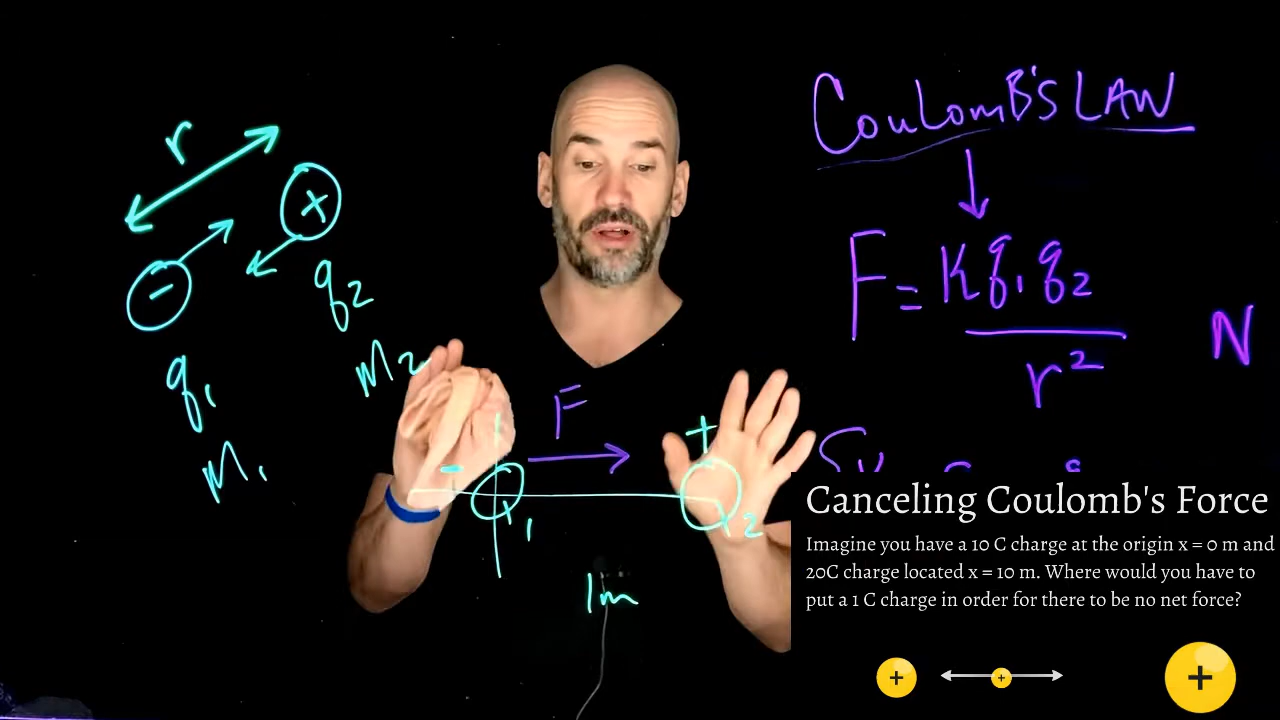 r
+
-
q₂
q₁
M₂
M₁
COULOMB'S LAW
F = Kq₁q₂
r²
N
F
-
+
Q₁
Q₂
1m
Canceling Coulomb's Force
Imagine you have a 10 C charge at the origin x = 0 m and
20C charge located x = 10 m. Where would you have to
put a 1 C charge in order for there to be no net force?
+ + +